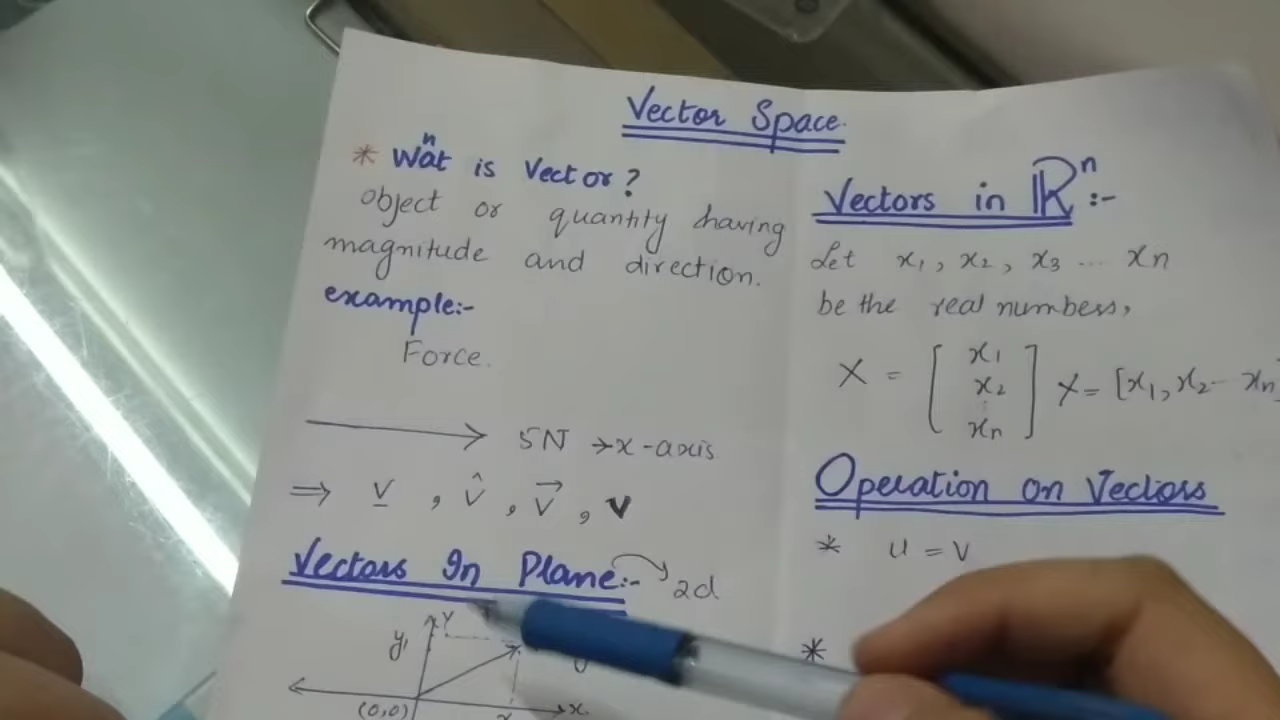 Vector Space.
* Wat is Vector?
n
object or quantity having
magnitude and direction.
example:-
Force.
5N → x-axis
⇒ v̲ , v̂ , v⃗ , v
Vectors In Plane:- 2d
y₁ Y
(0,0) x.
Vectors in ℝⁿ:-
Let x₁, x₂, x₃ ... xₙ
be the real numbers,
X = [x₁ x₂ ⋮ xₙ] X = [x₁, x₂ -- xₙ]
Operation on Vectors
* u = v
*